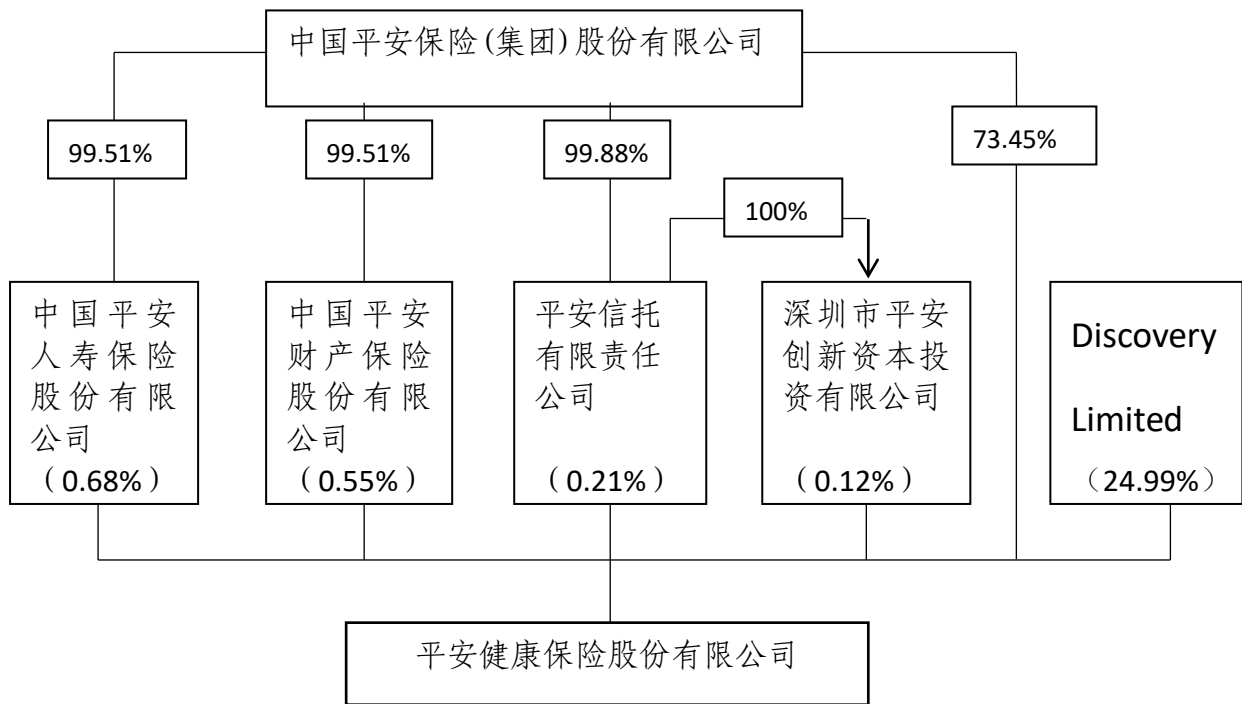 中国平安保险(集团)股份有限公司
99.51%
99.51%
99.88%
73.45%
100%
中国平安
人寿保险
股份有限
公司
（0.68%）
中国平安
财产保险
股份有限
公司
（0.55%）
平安信托
有限责任
公司
（0.21%）
深圳市平安
创新资本投
资有限公司
（0.12%）
Discovery
Limited
（24.99%）
平安健康保险股份有限公司